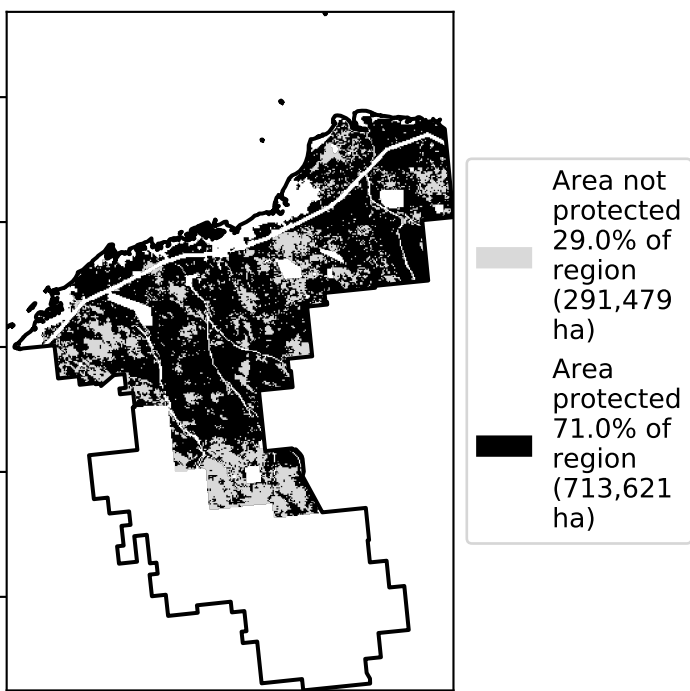 Area not
protected
29.0% of
region
(291,479
ha)
Area
protected
71.0% of
region
(713,621
ha)